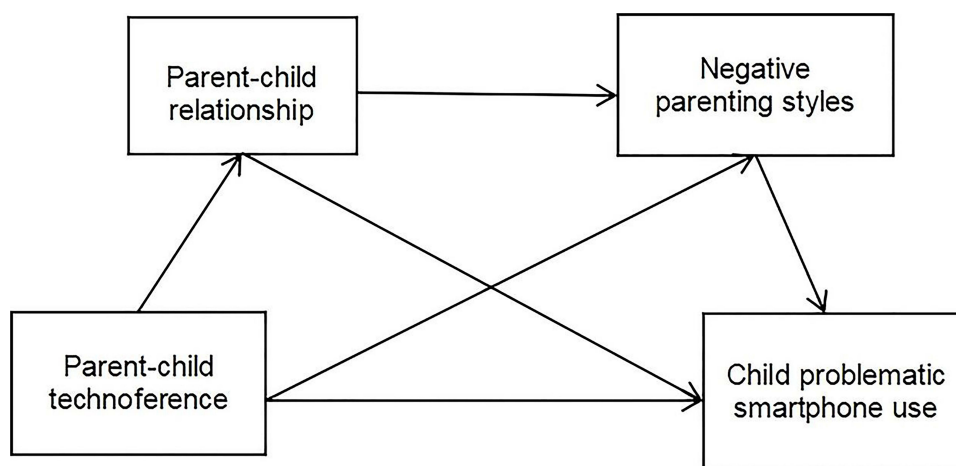 Parent-child
relationship
Negative
parenting styles
Parent-child
technoference
Child problematic
smartphone use